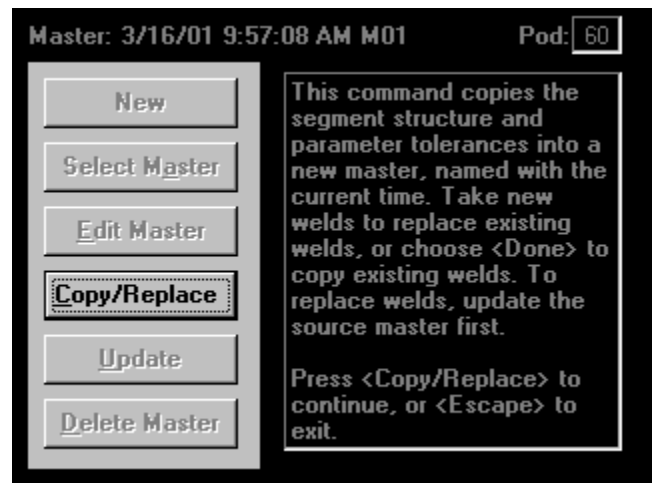 Master: 3/16/01 9:57:08 AM M01 Pod: 60
New
Select Master
Edit Master
Copy/Replace
Update
Delete Master
This command copies the
segment structure and
parameter tolerances into a
new master, named with the
current time. Take new
welds to replace existing
welds, or choose <Done> to
copy existing welds. To
replace welds, update the
source master first.
Press <Copy/Replace> to
continue, or <Escape> to
exit.